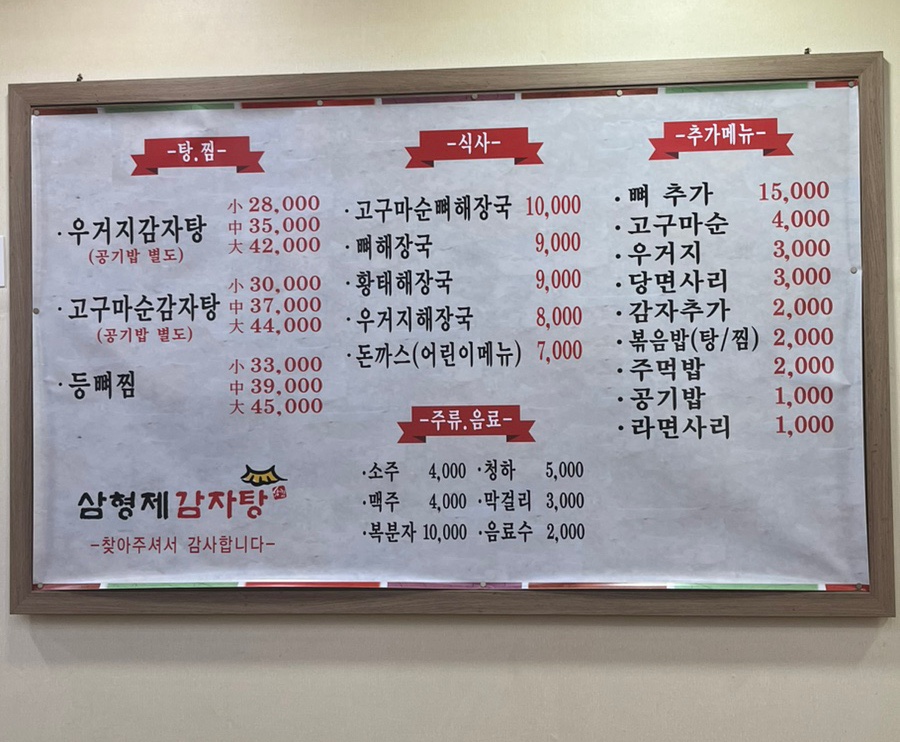 -탕.찜-
·우거지감자탕
(공기밥 별도)
小 28,000
中 35,000
大 42,000
·고구마순감자탕
(공기밥 별도)
小 30,000
中 37,000
大 44,000
·등뼈찜
小 33,000
中 39,000
大 45,000
삼형제감자탕
-찾아주셔서 감사합니다-
-식사-
·고구마순뼈해장국 10,000
·뼈해장국 9,000
·황태해장국 9,000
·우거지해장국 8,000
·돈까스(어린이메뉴) 7,000
-주류.음료-
·소주 4,000 ·청하 5,000
·맥주 4,000 ·막걸리 3,000
·복분자 10,000 ·음료수 2,000
-추가메뉴-
·뼈 추가 15,000
·고구마순 4,000
·우거지 3,000
·당면사리 3,000
·감자추가 2,000
·볶음밥(탕/찜) 2,000
·주먹밥 2,000
·공기밥 1,000
·라면사리 1,000